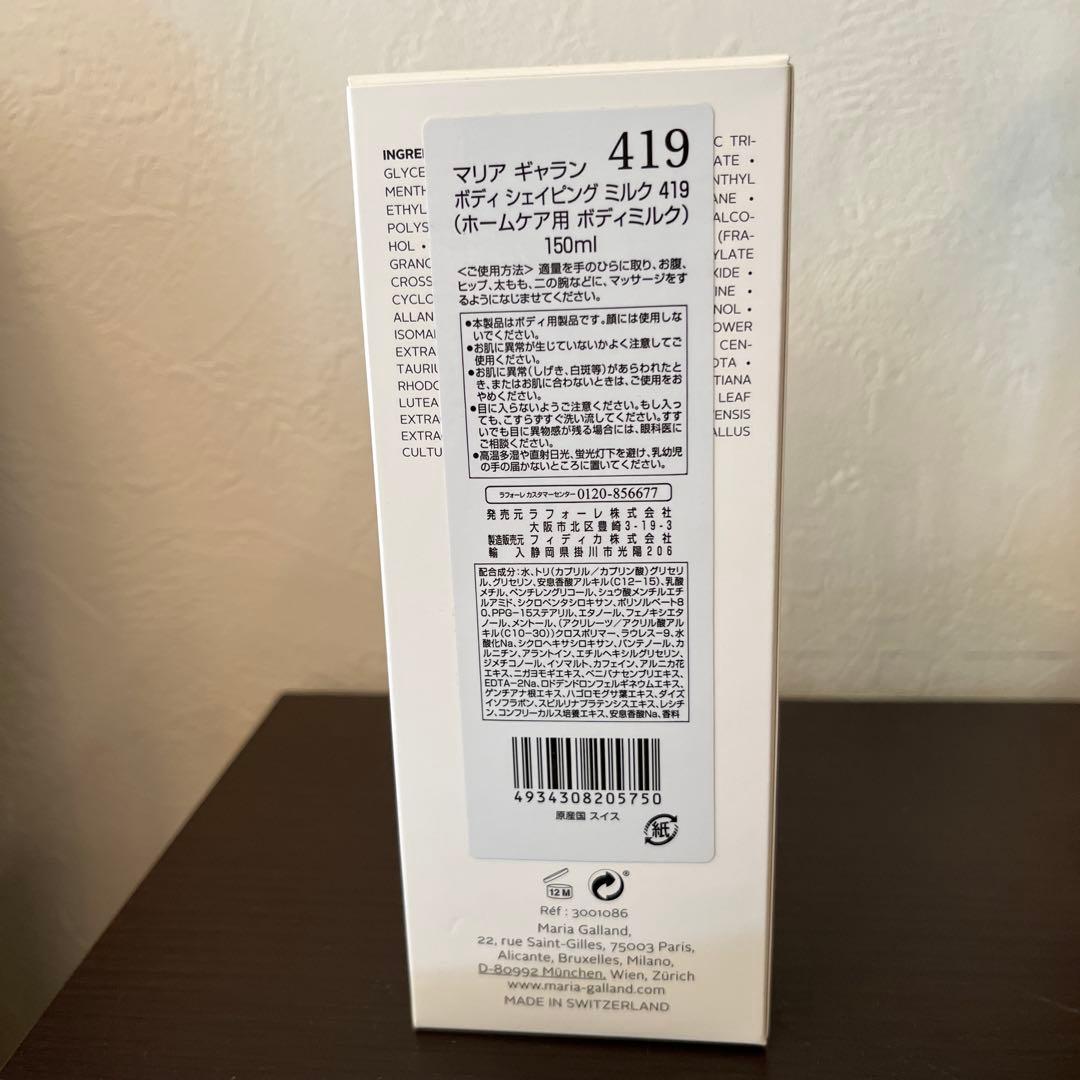 INGRE
GLYCE
MENTH
ETHYL
POLYS
HOL •
GRANC
CROSS
CYCLO
ALLAN
ISOMA
EXTRA
TAURIU
RHODO
LUTEA
EXTRA
EXTRA
CULTU
C TRI-
ATE •
NTHYL
ANE •
ALCO-
(FRA-
YLATE
XIDE •
INE •
NOL •
OWER
CEN-
DTA •
TIANA
LEAF
ENSIS
ALLUS
419
マリア ギャラン
ボディ シェイピング ミルク 419
(ホームケア用 ボディミルク)
150ml
<ご使用方法> 適量を手のひらに取り、お腹、
ヒップ、太もも、二の腕などに、マッサージをす
るようになじませてください。
●本製品はボディ用製品です。顔には使用しな
いでください。
●お肌に異常が生じていないかよく注意してご
使用ください。
●お肌に異常(しげき、白斑等)があらわれたと
き、またはお肌に合わないときは、ご使用をお
やめください。
●目に入らないようご注意ください。もし入っ
ても、こすらずすぐ洗い流してください。すす
いでも目に異物感が残る場合には、眼科医に
ご相談ください。
●高温多湿や直射日光、蛍光灯下を避け、乳幼児
の手の届かないところに置いてください。
ラフォーレ カスタマーセンター 0120-856677
発売元 ラフォーレ株式会社
大阪市北区豊崎3-19-3
製造販売元 フィディカ株式会社
輸 入 静岡県掛川市光陽206
配合成分:水、トリ(カプリル/カプリン酸)グリセリ
ル、グリセリン、安息香酸アルキル(C12-15)、乳酸
メチル、ペンチレングリコール、シュウ酸メンチルエチ
ルアミド、シクロペンタシロキサン、ポリソルベート8
0、PPG-15ステアリル、エタノール、フェノキシエタ
ノール、メントール、(アクリレーツ/アクリル酸アル
キル(C10-30))クロスポリマー、ラウレス-9、水
酸化Na、シクロヘキサシロキサン、パンテノール、カ
ルニチン、アラントイン、エチルヘキシルグリセリン、
ジメチコノール、イソマルト、カフェイン、アルニカ花
エキス、ニガヨモギエキス、ベニバナセンブリエキス、
EDTA-2Na、ロドデンドロンフェルギネウムエキス、
ゲンチアナ根エキス、ハゴロモグサ葉エキス、ダイズ
イソフラボン、スピルリナプラテンシスエキス、レシチ
ン、コンフリーカルス培養エキス、安息香酸Na、香料
4934308205750
原産国 スイス
紙
12 M
Réf : 3001086
Maria Galland,
22, rue Saint-Gilles, 75003 Paris,
Alicante, Bruxelles, Milano,
D-80992 München, Wien, Zürich
www.maria-galland.com
MADE IN SWITZERLAND